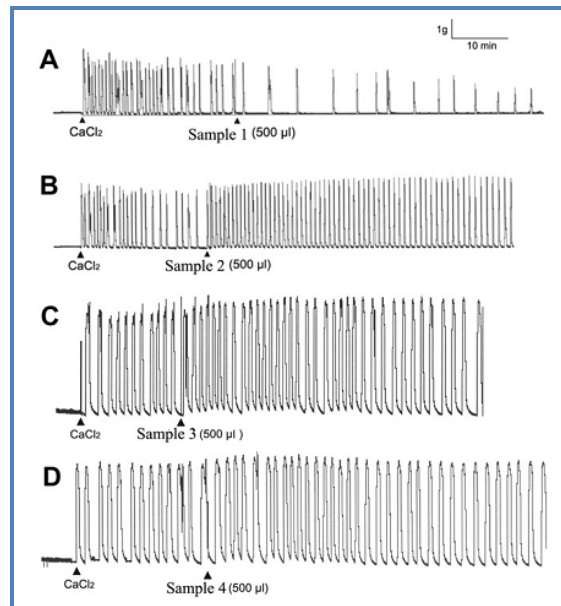 1g
10 min
A
CaCl₂
Sample 1 (500 µl)
B
CaCl₂
Sample 2 (500 µl)
C
CaCl₂
Sample 3 (500 µl )
D
CaCl₂
Sample 4 (500 µl)